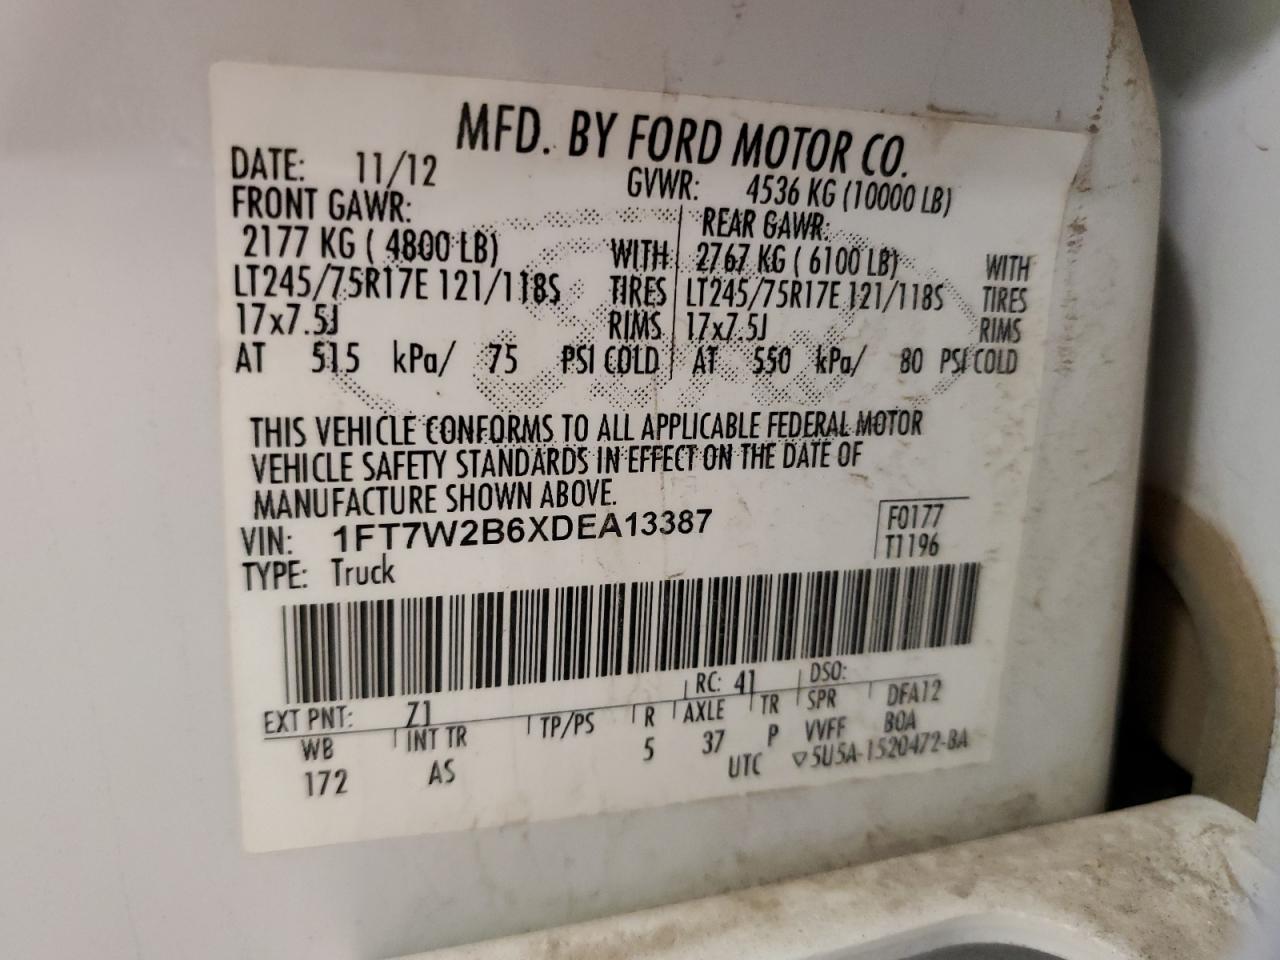 MFD. BY FORD MOTOR CO.
DATE: 11/12 GVWR: 4536 KG (10000 LB)
FRONT GAWR: REAR GAWR:
2177 KG ( 4800 LB) WITH 2767 KG ( 6100 LB) WITH
LT245/75R17E 121/118S TIRES LT245/75R17E 121/118S TIRES
17x7.5J RIMS 17x7.5J RIMS
AT 515 kPa/ 75 PSI COLD AT 550 kPa/ 80 PSI COLD
THIS VEHICLE CONFORMS TO ALL APPLICABLE FEDERAL MOTOR
VEHICLE SAFETY STANDARDS IN EFFECT ON THE DATE OF
MANUFACTURE SHOWN ABOVE.
VIN: 1FT7W2B6XDEA13387 F0177
TYPE: Truck T1196
EXT PNT: Z1 RC: 41 DSO:
WB INT TR TP/PS R AXLE TR SPR DFA12
172 AS 5 37 P VVFF BOA
UTC ▽5U5A-1520472-BA